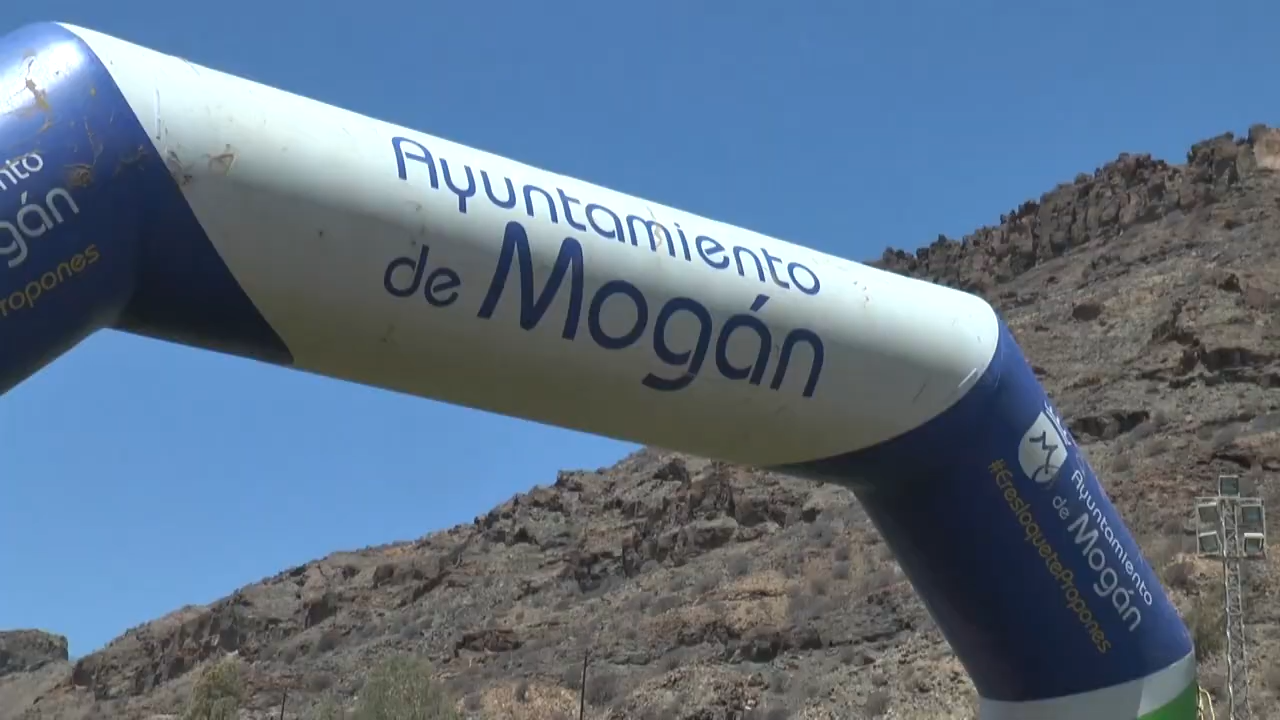 Ayuntamiento
de Mogán
Ayuntamiento
de Mogán
#EresloquetePropones